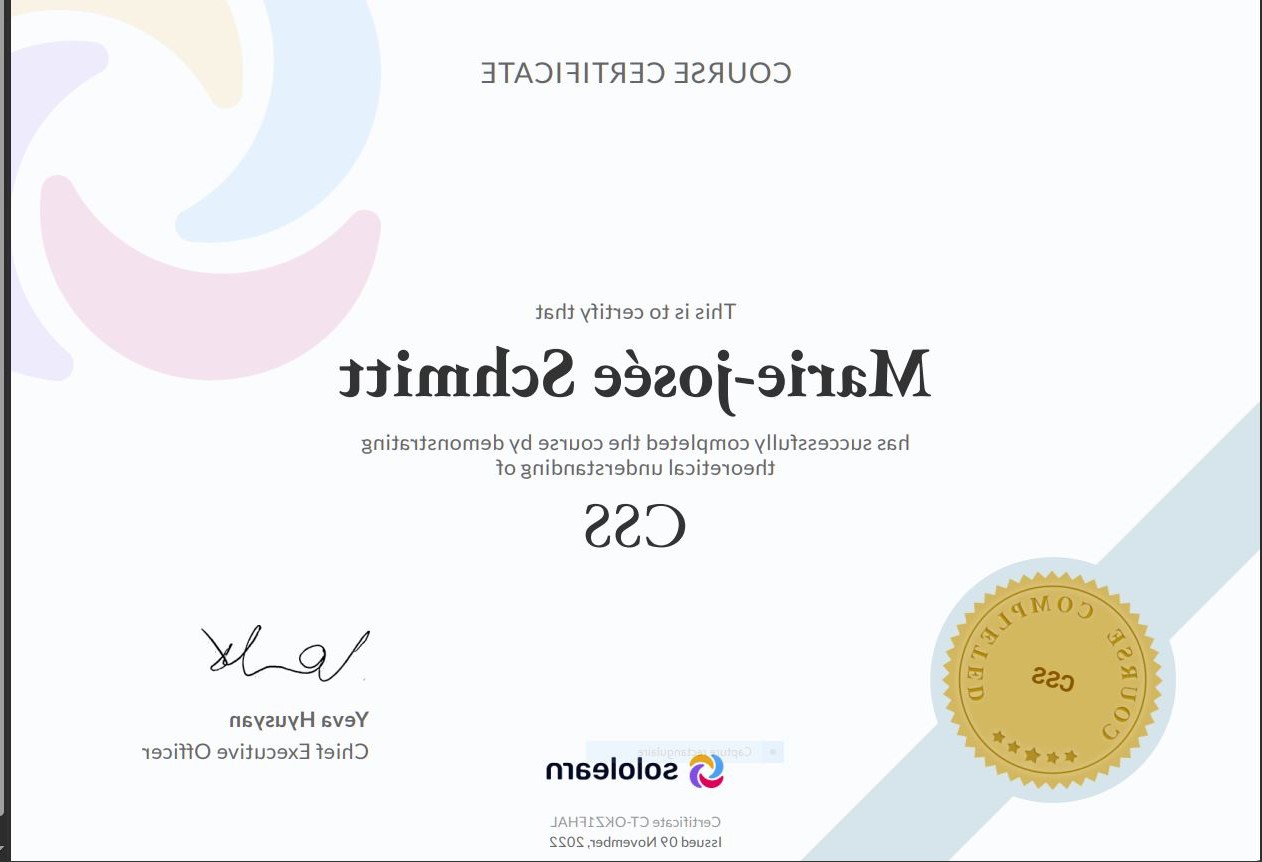 COURSE CERTIFICATE
This is to certify that
Marie-josée Schmitt
has successfully completed the course by demonstrating
theoretical understanding of
CSS
COURSE COMPLETED
CSS
Yeva Hyusyan
Chief Executive Officer
Capture rectangulaire
sololearn
Certificate CT-OKZ1FHAL
Issued 09 November, 2022